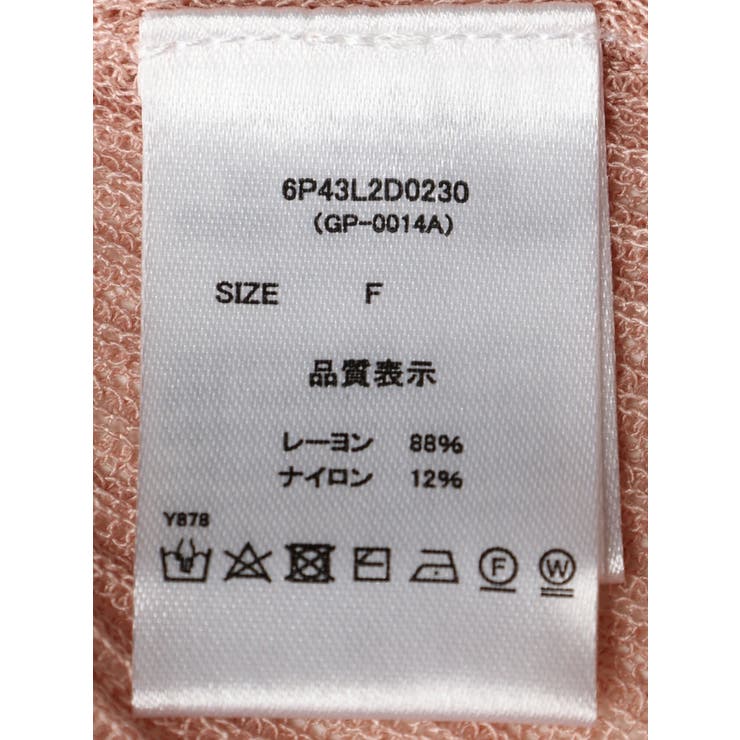 6P43L2D0230
(GP-0014A)
SIZE F
品質表示
レーヨン 88%
ナイロン 12%
Y878
F W